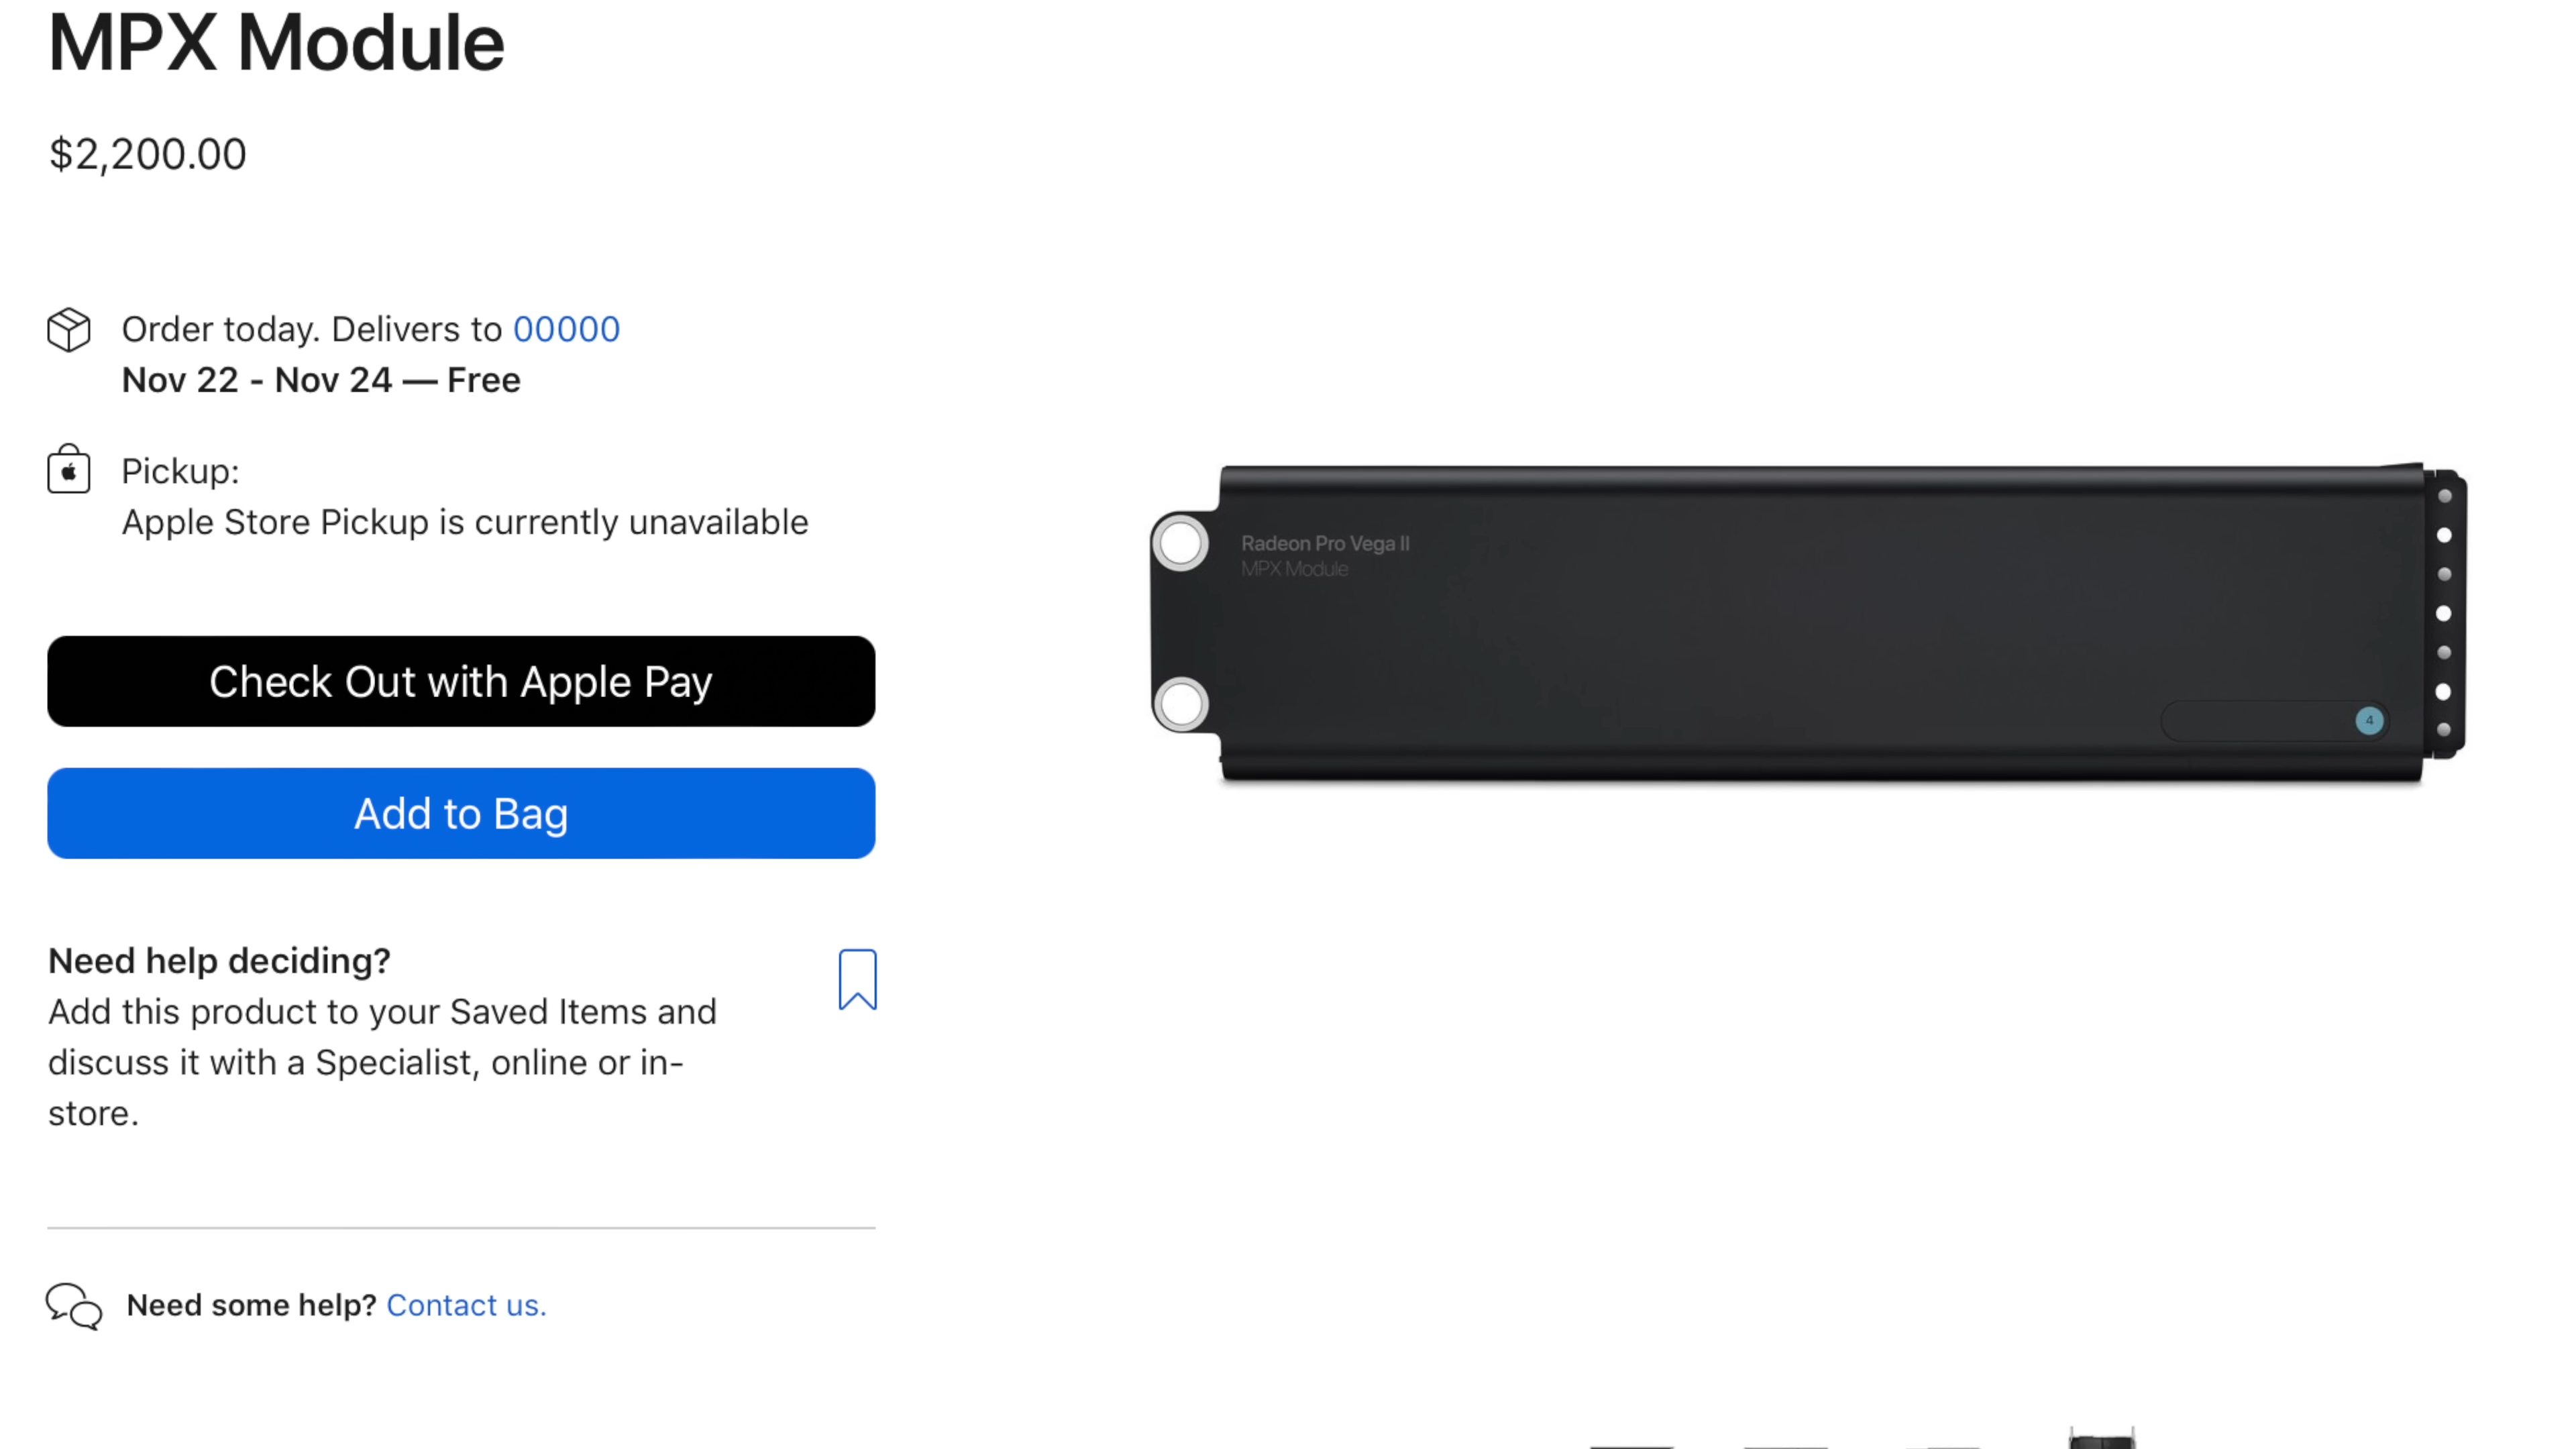 MPX Module
$2,200.00
Order today. Delivers to 00000
Nov 22 - Nov 24 — Free
Pickup:
Apple Store Pickup is currently unavailable
Check Out with Apple Pay
Add to Bag
Need help deciding?
Add this product to your Saved Items and
discuss it with a Specialist, online or in-
store.
Need some help? Contact us.
Radeon Pro Vega II
MPX Module
4